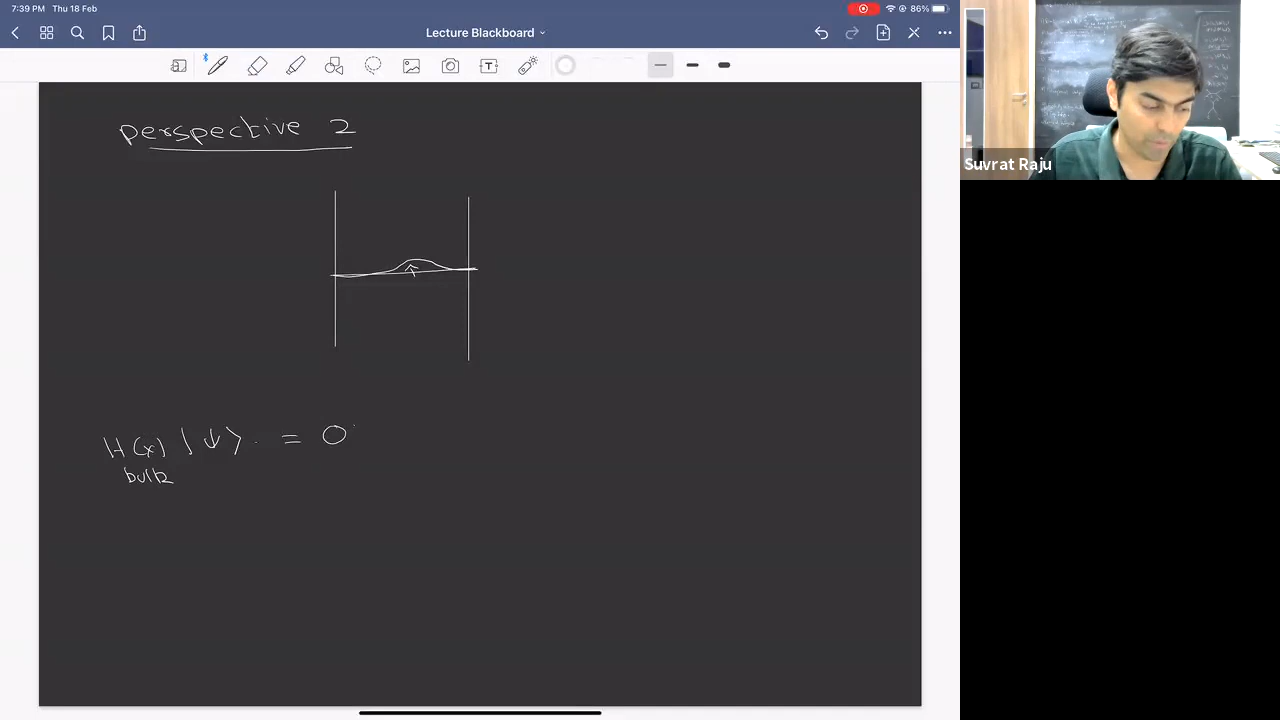 7:39 PM Thu 18 Feb
86%
Lecture Blackboard
T
Suvrat Raju
perspective 2
H(x) |ψ⟩ = 0
bulk